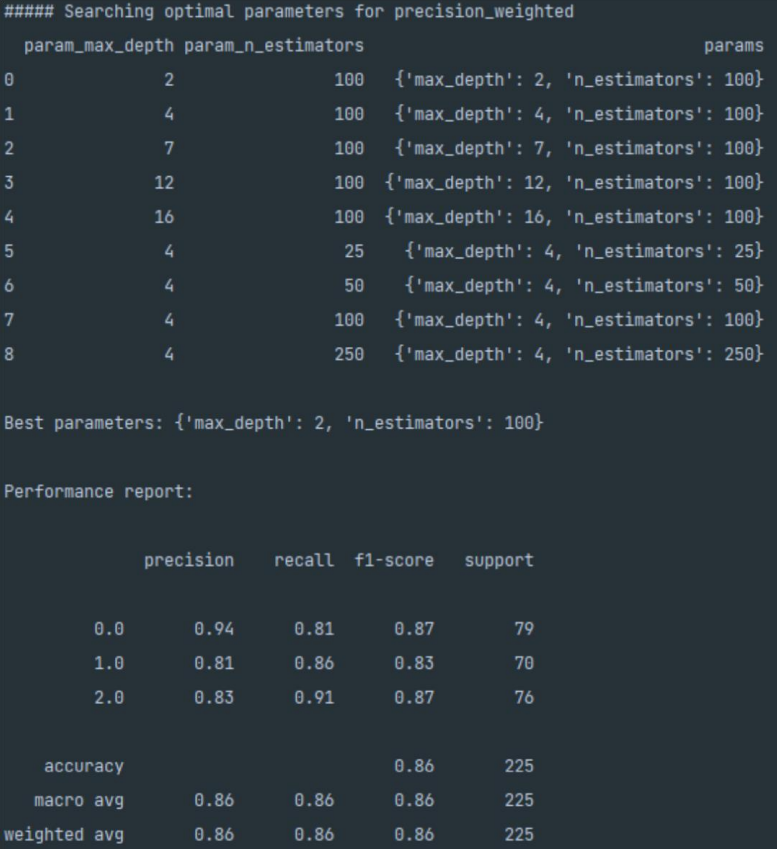 ##### Searching optimal parameters for precision_weighted
param_max_depth param_n_estimators params
0 2 100 {'max_depth': 2, 'n_estimators': 100}
1 4 100 {'max_depth': 4, 'n_estimators': 100}
2 7 100 {'max_depth': 7, 'n_estimators': 100}
3 12 100 {'max_depth': 12, 'n_estimators': 100}
4 16 100 {'max_depth': 16, 'n_estimators': 100}
5 4 25 {'max_depth': 4, 'n_estimators': 25}
6 4 50 {'max_depth': 4, 'n_estimators': 50}
7 4 100 {'max_depth': 4, 'n_estimators': 100}
8 4 250 {'max_depth': 4, 'n_estimators': 250}
Best parameters: {'max_depth': 2, 'n_estimators': 100}
Performance report:
precision recall f1-score support
0.0 0.94 0.81 0.87 79
1.0 0.81 0.86 0.83 70
2.0 0.83 0.91 0.87 76
accuracy 0.86 225
macro avg 0.86 0.86 0.86 225
weighted avg 0.86 0.86 0.86 225